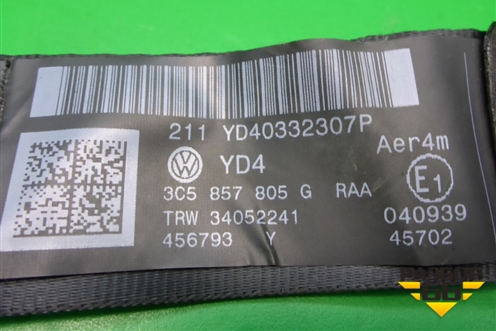 211 YD40332307P
YD4 Aer4m
3C5 857 805 G RAA E1
TRW 34052241 040939
456793 Y 45702